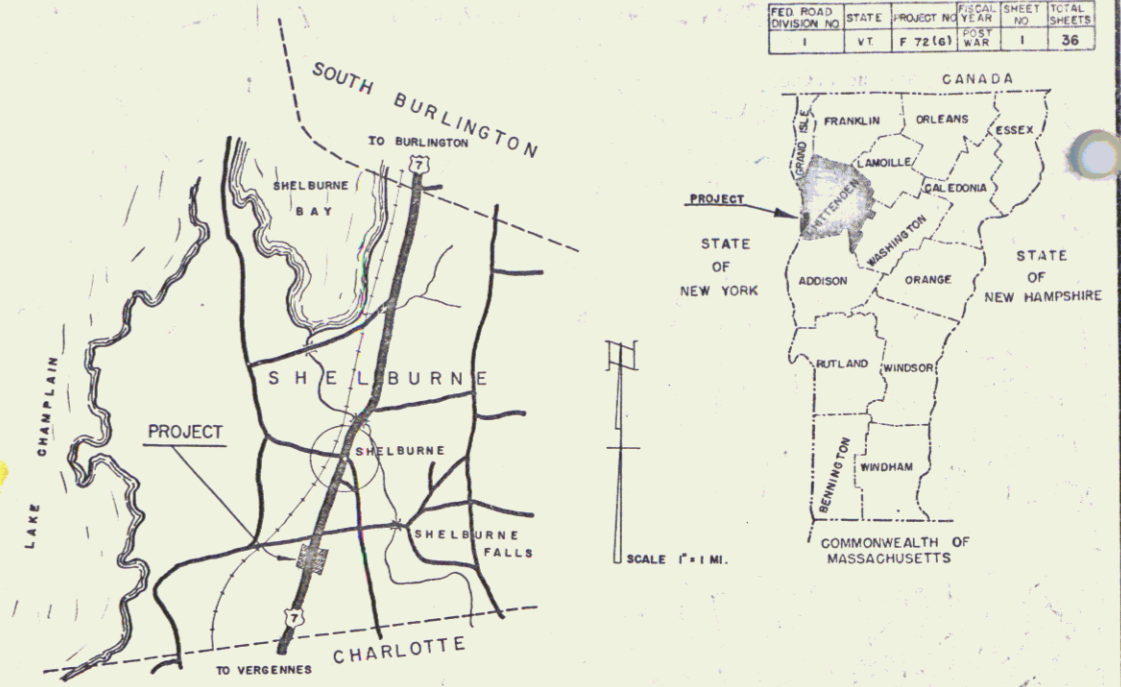 FED. ROAD DIVISION NO | STATE | PROJECT NO | FISCAL YEAR | SHEET NO | TOTAL SHEETS
1 | VT. | F 72(6) | POST WAR | 1 | 36
SOUTH BURLINGTON
TO BURLINGTON
7
SHELBURNE
BAY
SHELBURNE
PROJECT
SHELBURNE
LAKE CHAMPLAIN
SHELBURNE
FALLS
7
CHARLOTTE
TO VERGENNES
SCALE 1" = 1 MI.
CANADA
GRAND ISLE
FRANKLIN
ORLEANS
ESSEX
LAMOILLE
CALEDONIA
PROJECT
CHITTENDEN
WASHINGTON
STATE
OF
NEW YORK
ADDISON
ORANGE
STATE
OF
NEW HAMPSHIRE
RUTLAND
WINDSOR
BENNINGTON
WINDHAM
COMMONWEALTH OF
MASSACHUSETTS